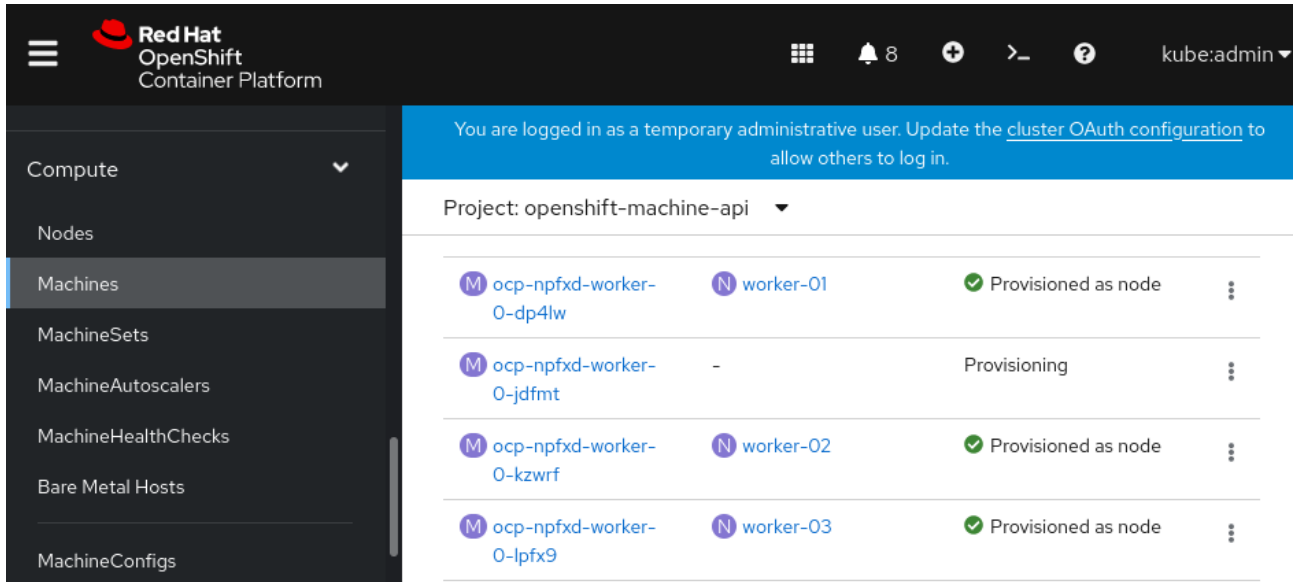 Red Hat
OpenShift
Container Platform
8
kube:admin
You are logged in as a temporary administrative user. Update the cluster OAuth configuration to
allow others to log in.
Compute
Nodes
Machines
MachineSets
MachineAutoscalers
MachineHealthChecks
Bare Metal Hosts
MachineConfigs
Project: openshift-machine-api
M ocp-npfxd-worker-
0-dp4lw
N worker-01
Provisioned as node
M ocp-npfxd-worker-
0-jdfmt
-
Provisioning
M ocp-npfxd-worker-
0-kzwrf
N worker-02
Provisioned as node
M ocp-npfxd-worker-
0-lpfx9
N worker-03
Provisioned as node